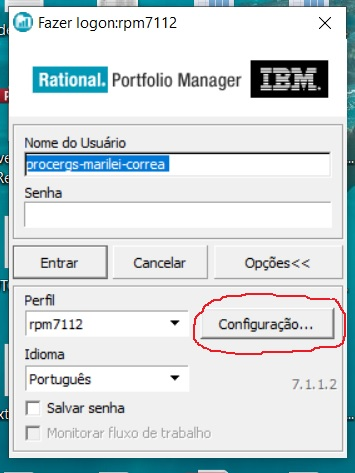 Fazer logon:rpm7112
Rational. Portfolio Manager IBM
Nome do Usuário
procergs-marilei-correa
Senha
Entrar Cancelar Opções<<
Perfil
rpm7112 Configuração...
Idioma
Português 7.1.1.2
Salvar senha
Monitorar fluxo de trabalho